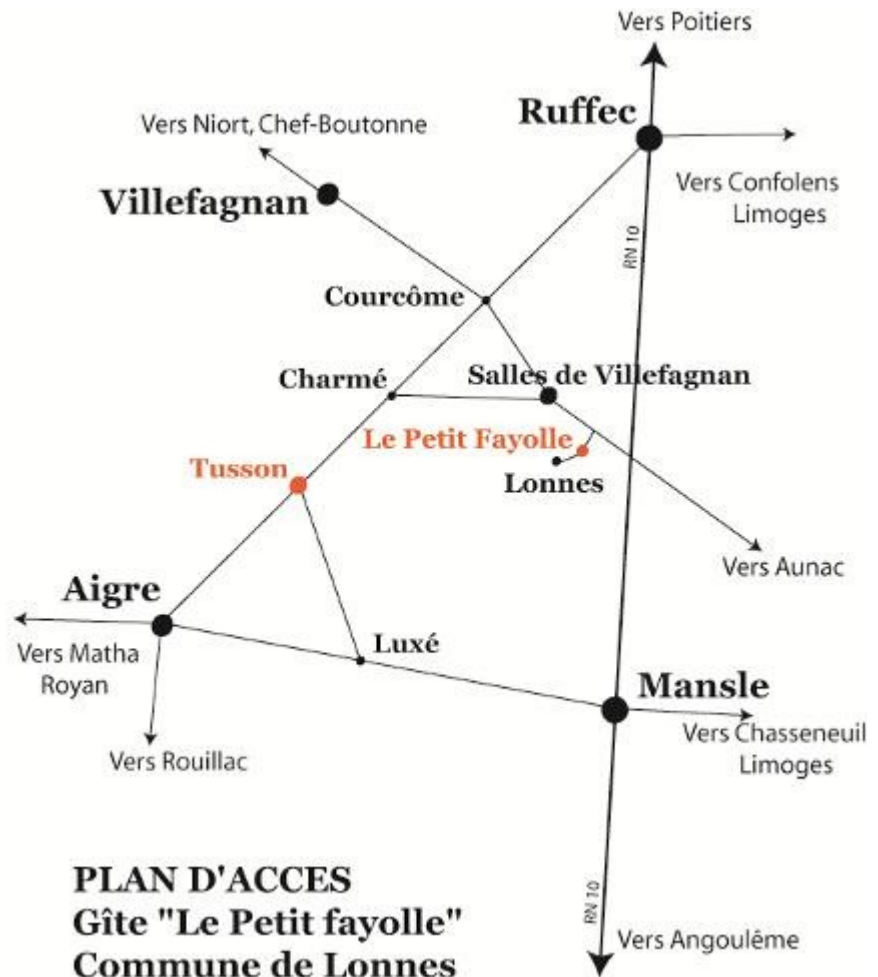 Vers Poitiers
Ruffec
Vers Niort, Chef-Boutonne
Vers Confolens
Limoges
Villefagnan
RN 10
Courcôme
Charmé
Salles de Villefagnan
Le Petit Fayolle
Tusson
Lonnes
Vers Aunac
Aigre
Vers Matha
Royan
Luxé
Mansle
Vers Chasseneuil
Limoges
Vers Rouillac
PLAN D'ACCES
Gîte "Le Petit fayolle"
Commune de Lonnes
RN 10
Vers Angoulême